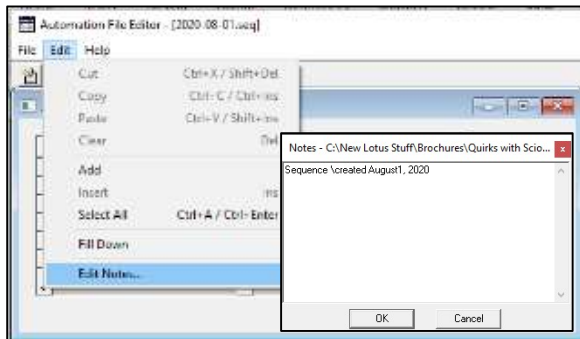 Automation File Editor - [2020-08-01.seq]
File Edit Help
Cut Ctrl+X / Shift+Del
Copy Ctrl+C / Ctrl+Ins
Paste Ctrl+V / Shift+Ins
Clear Del
Add
Insert Ins
Select All Ctrl+A / Ctrl+Enter
Fill Down
Edit Notes...
Notes - C:\New Lotus Stuff\Brochures\Quirks with Scio...
Sequence \created August1, 2020
OK Cancel